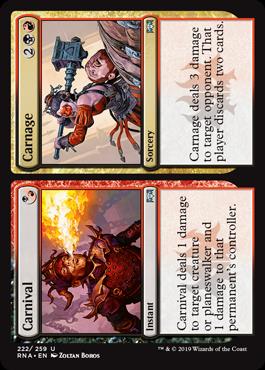 Carnival
Instant
Carnival deals 1 damage
to target creature
or planeswalker and
1 damage to that
permanent's controller.
Carnage
2
Sorcery
Carnage deals 3 damage
to target opponent. That
player discards two cards.
222/259 U
RNA • EN ZOLTAN BOROS
™ & © 2019 Wizards of the Coast